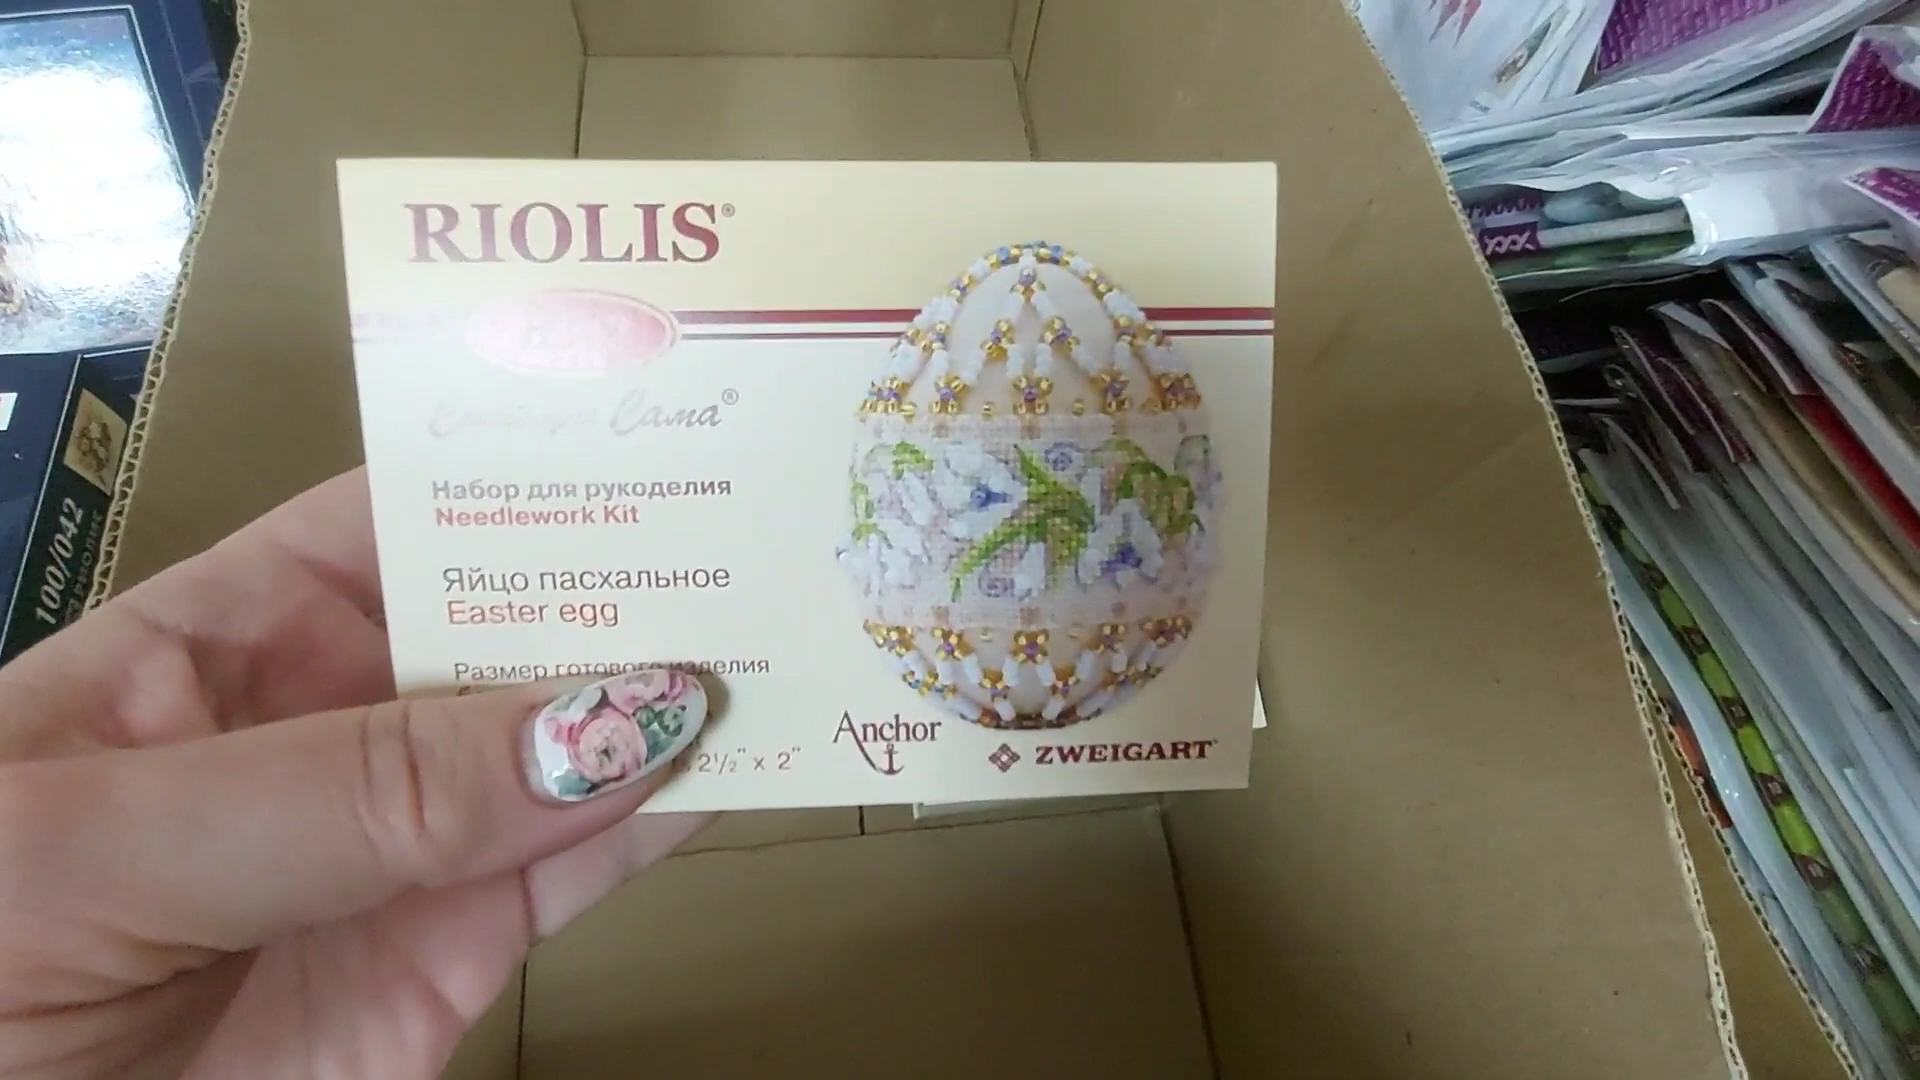 RIOLIS®
Сама®
Набор для рукоделия
Needlework Kit
Яйцо пасхальное
Easter egg
Размер готового изделия
2½" x 2"
Anchor
ZWEIGART
100/042